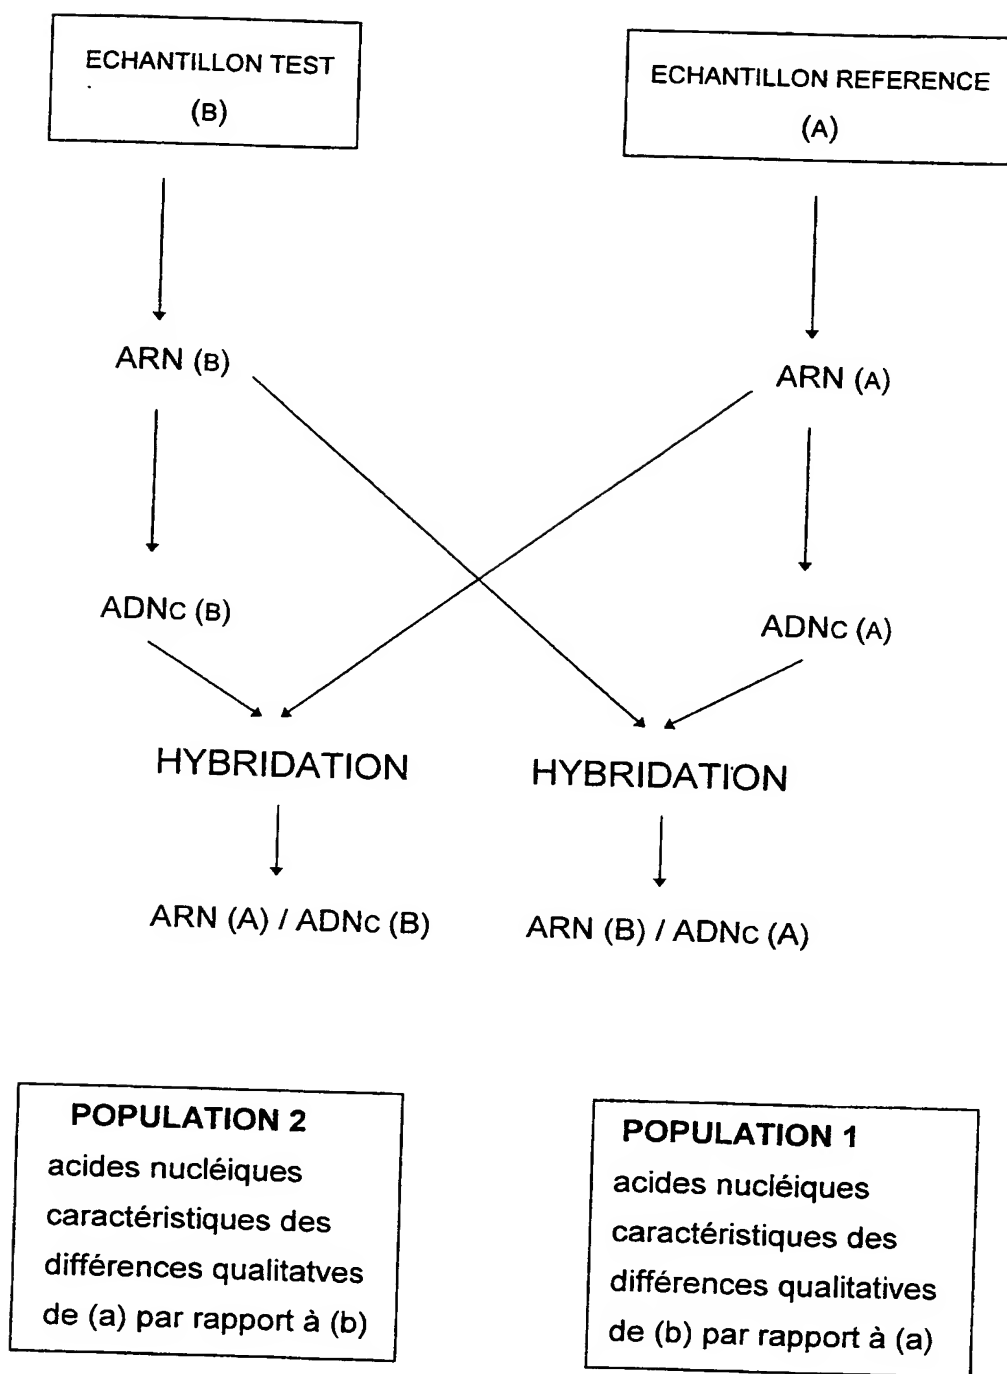 ECHANTILLON TEST
(B)
ECHANTILLON REFERENCE
(A)
ARN (B)
ARN (A)
ADNC (B)
ADNC (A)
HYBRIDATION
HYBRIDATION
ARN (A) / ADNC (B)
ARN (B) / ADNC (A)
POPULATION 2
acides nucléiques
caractéristiques des
différences qualitatves
de (a) par rapport à (b)
POPULATION 1
acides nucléiques
caractéristiques des
différences qualitatives
de (b) par rapport à (a)